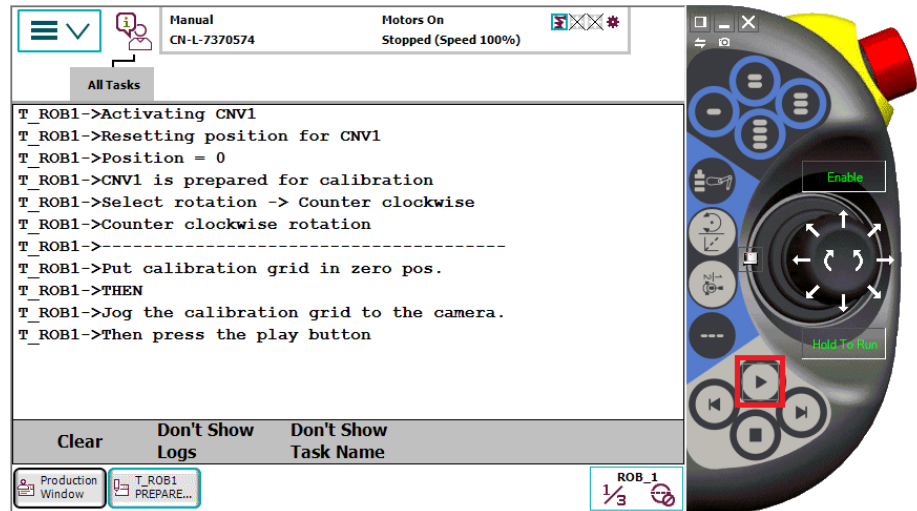 Manual
CN-L-7370574
Motors On
Stopped (Speed 100%)
All Tasks
T_ROB1->Activating CNV1
T_ROB1->Resetting position for CNV1
T_ROB1->Position = 0
T_ROB1->CNV1 is prepared for calibration
T_ROB1->Select rotation -> Counter clockwise
T_ROB1->Counter clockwise rotation
T_ROB1->---------------------------------------
T_ROB1->Put calibration grid in zero pos.
T_ROB1->THEN
T_ROB1->Jog the calibration grid to the camera.
T_ROB1->Then press the play button
Clear
Don't Show
Logs
Don't Show
Task Name
Production
Window
T_ROB1
PREPARE...
ROB_1
1/3
Enable
Hold To Run